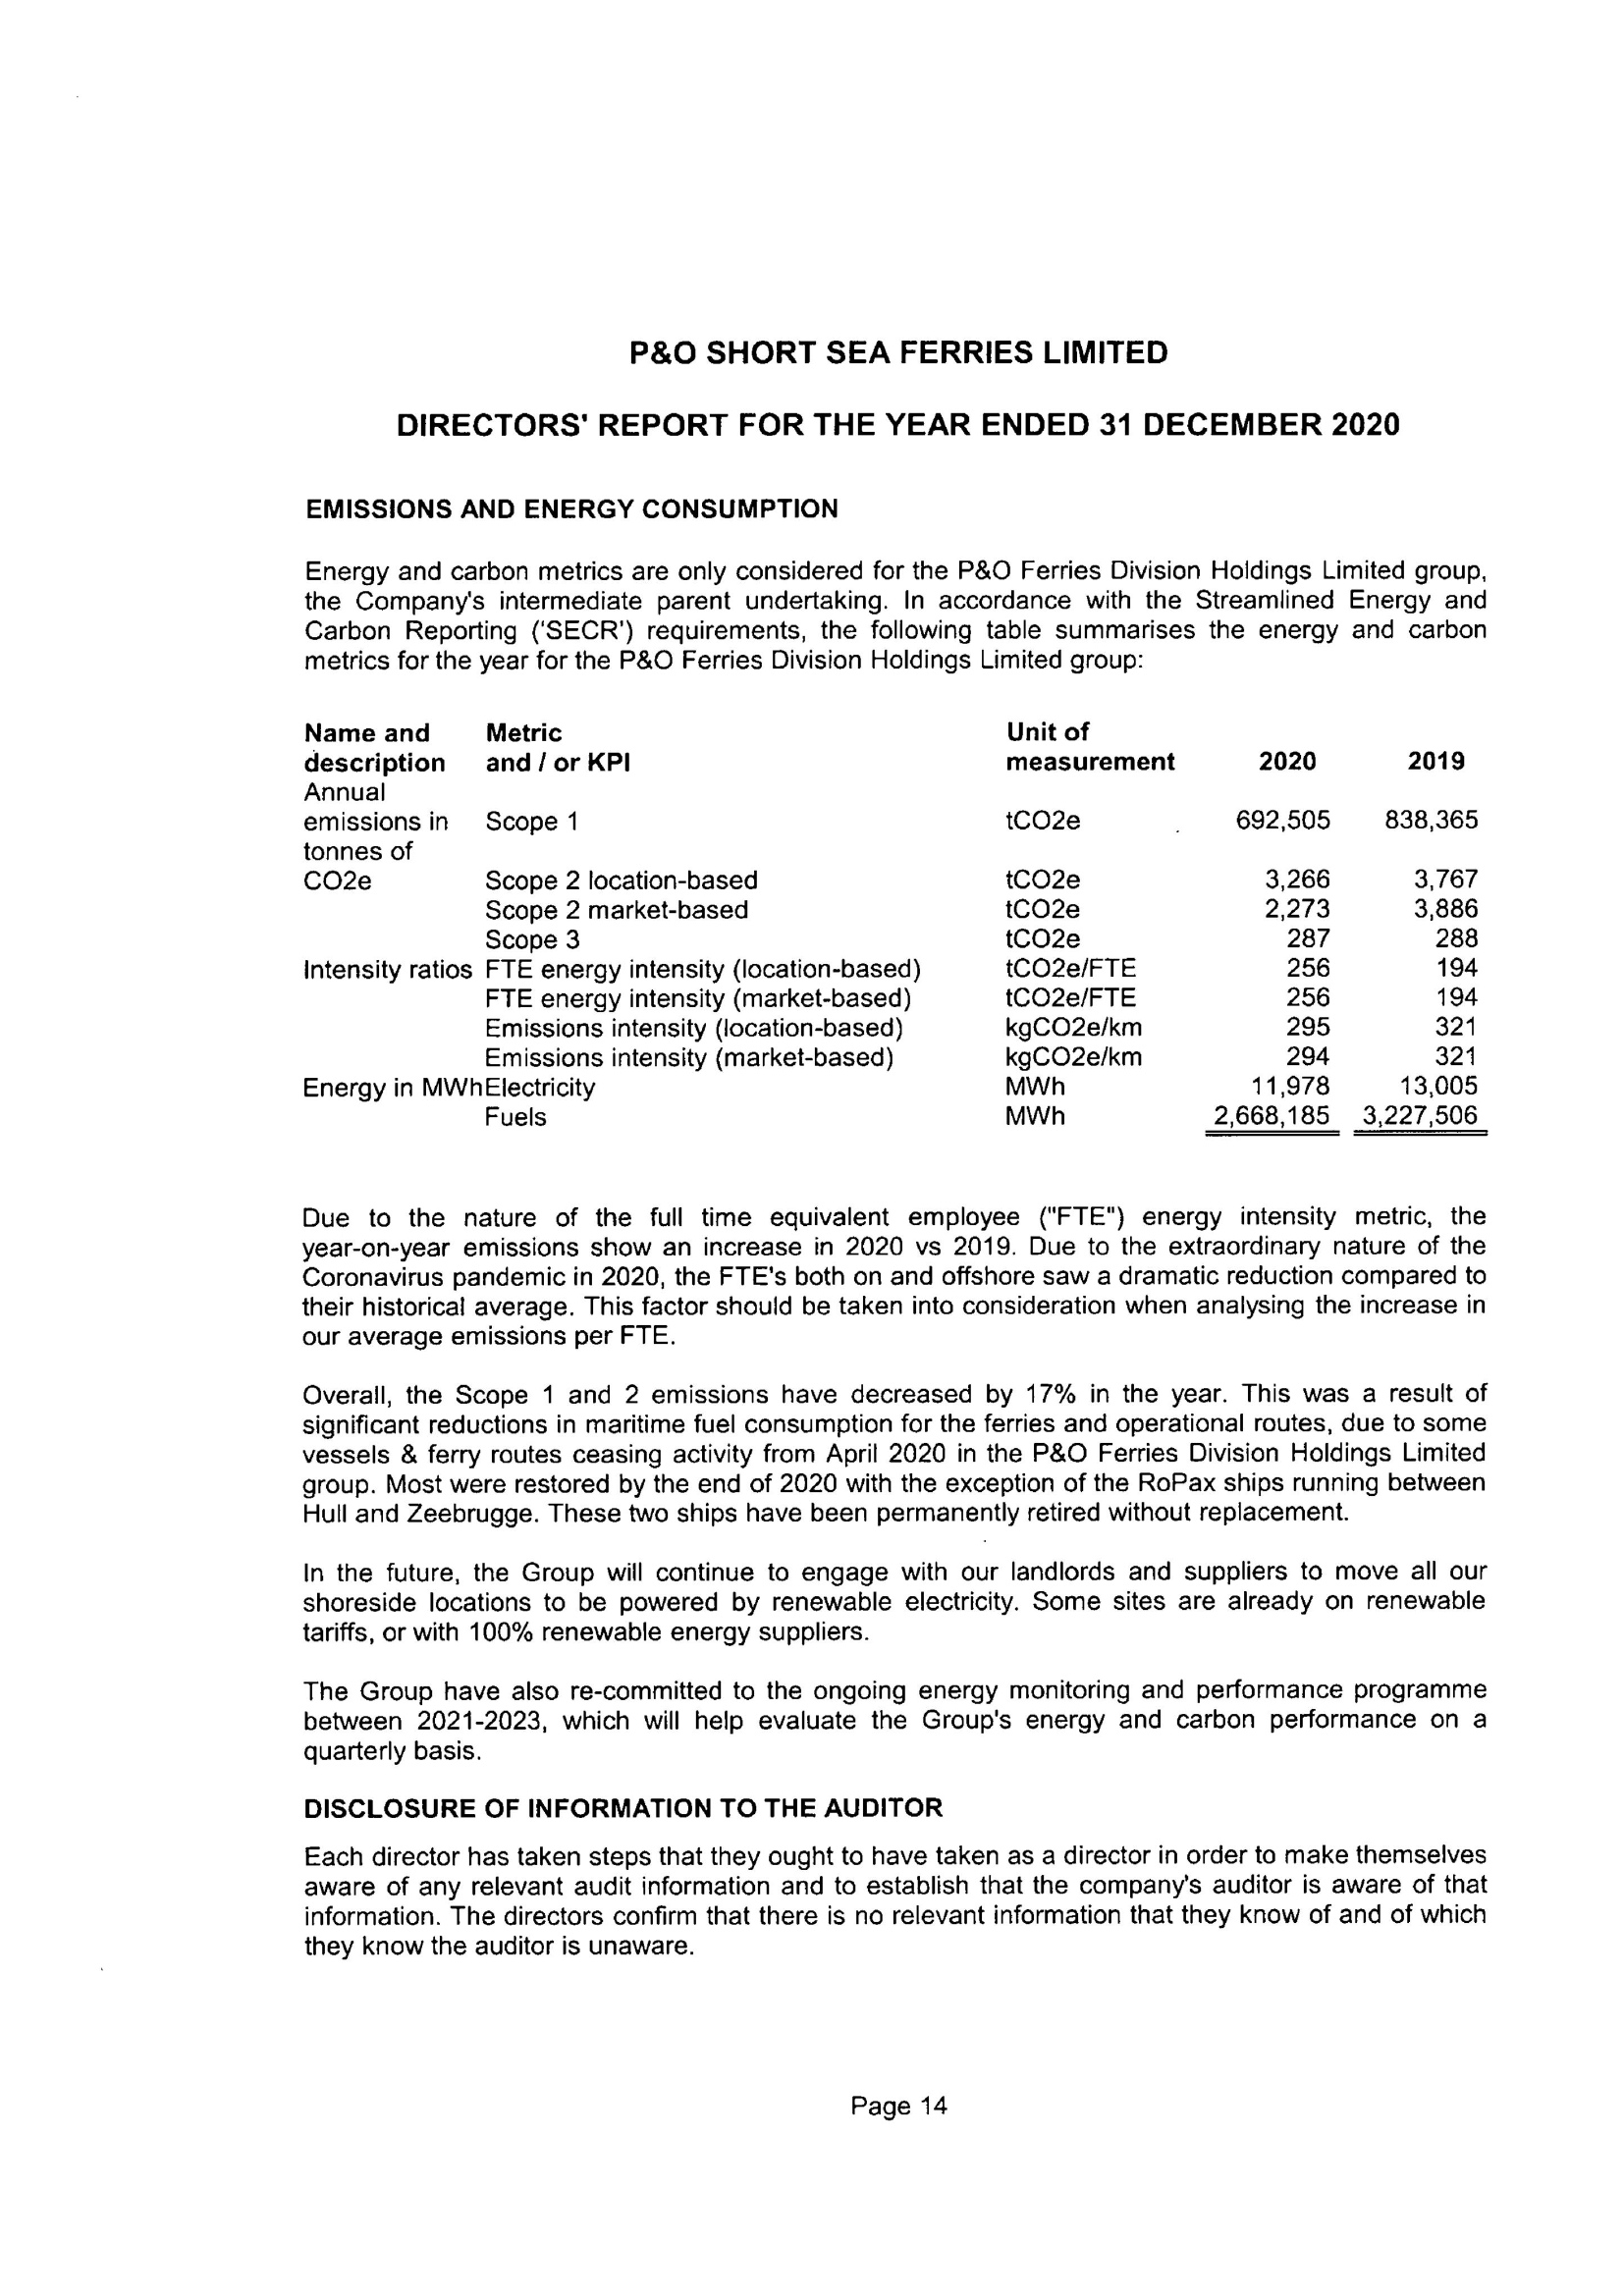 P&O SHORT SEA FERRIES LIMITED
DIRECTORS' REPORT FOR THE YEAR ENDED 31 DECEMBER 2020
EMISSIONS AND ENERGY CONSUMPTION
Energy and carbon metrics are only considered for the P&O Ferries Division Holdings Limited group,
the Company's intermediate parent undertaking. In accordance with the Streamlined Energy and
Carbon Reporting ('SECR') requirements, the following table summarises the energy and carbon
metrics for the year for the P&O Ferries Division Holdings Limited group:
Name and Metric Unit of
description and / or KPI measurement 2020 2019
Annual
emissions in Scope 1 tCO2e 692,505 838,365
tonnes of
CO2e Scope 2 location-based tCO2e 3,266 3,767
Scope 2 market-based tCO2e 2,273 3,886
Scope 3 tCO2e 287 288
Intensity ratios FTE energy intensity (location-based) tCO2e/FTE 256 194
FTE energy intensity (market-based) tCO2e/FTE 256 194
Emissions intensity (location-based) kgCO2e/km 295 321
Emissions intensity (market-based) kgCO2e/km 294 321
Energy in MWh Electricity MWh 11,978 13,005
Fuels MWh 2,668,185 3,227,506
Due to the nature of the full time equivalent employee ("FTE") energy intensity metric, the
year-on-year emissions show an increase in 2020 vs 2019. Due to the extraordinary nature of the
Coronavirus pandemic in 2020, the FTE's both on and offshore saw a dramatic reduction compared to
their historical average. This factor should be taken into consideration when analysing the increase in
our average emissions per FTE.
Overall, the Scope 1 and 2 emissions have decreased by 17% in the year. This was a result of
significant reductions in maritime fuel consumption for the ferries and operational routes, due to some
vessels & ferry routes ceasing activity from April 2020 in the P&O Ferries Division Holdings Limited
group. Most were restored by the end of 2020 with the exception of the RoPax ships running between
Hull and Zeebrugge. These two ships have been permanently retired without replacement.
In the future, the Group will continue to engage with our landlords and suppliers to move all our
shoreside locations to be powered by renewable electricity. Some sites are already on renewable
tariffs, or with 100% renewable energy suppliers.
The Group have also re-committed to the ongoing energy monitoring and performance programme
between 2021-2023, which will help evaluate the Group's energy and carbon performance on a
quarterly basis.
DISCLOSURE OF INFORMATION TO THE AUDITOR
Each director has taken steps that they ought to have taken as a director in order to make themselves
aware of any relevant audit information and to establish that the company's auditor is aware of that
information. The directors confirm that there is no relevant information that they know of and of which
they know the auditor is unaware.
Page 14